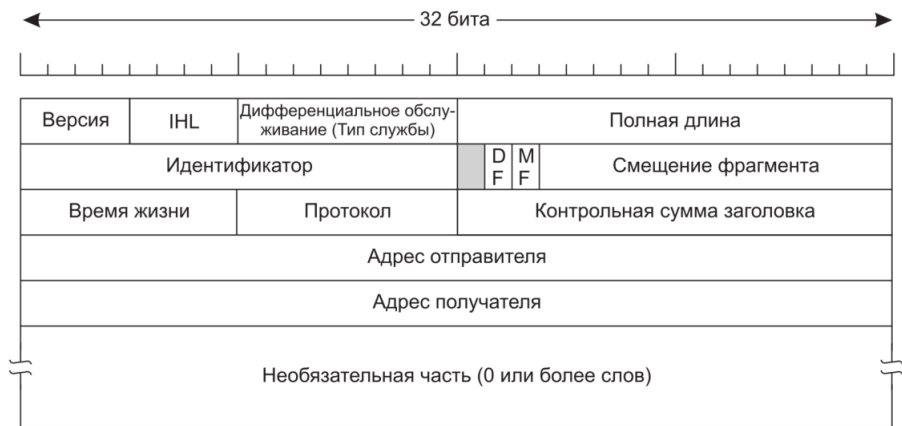 32 бита
Версия IHL Дифференциальное обслу-
живание (Тип службы) Полная длина
Идентификатор D
F M
F Смещение фрагмента
Время жизни Протокол Контрольная сумма заголовка
Адрес отправителя
Адрес получателя
Необязательная часть (0 или более слов)